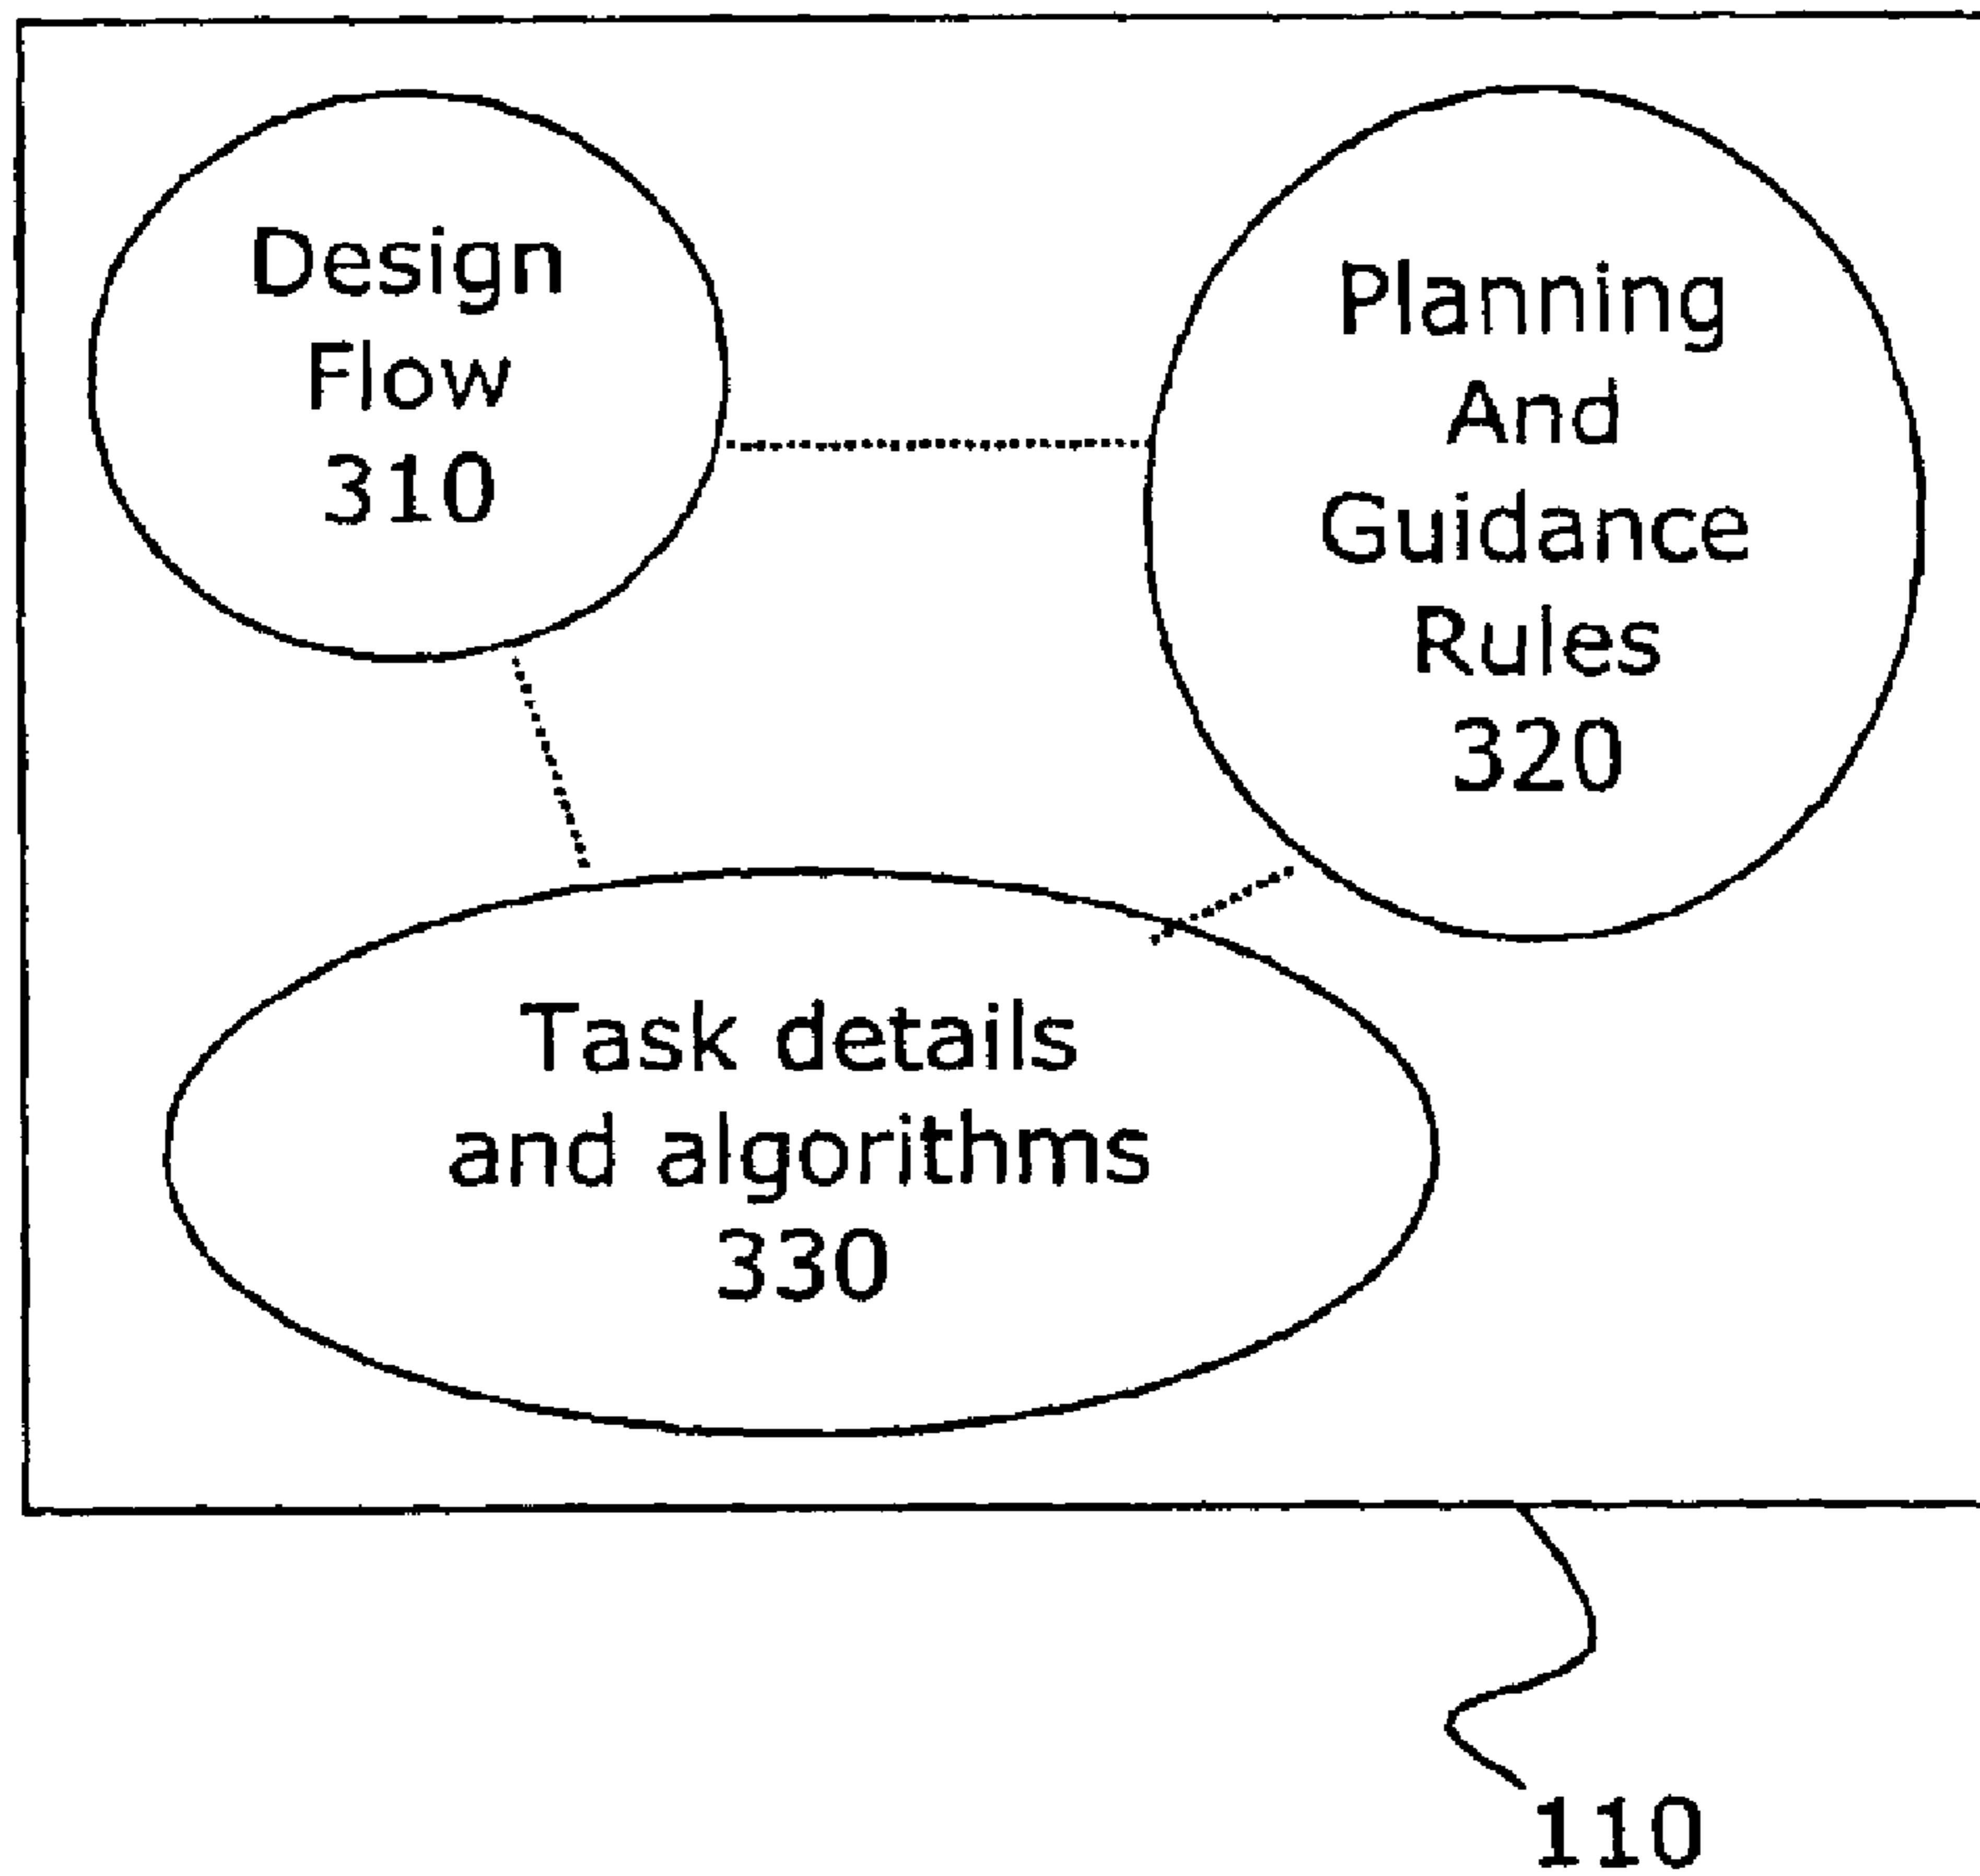 Design
Flow
310
Planning
And
Guidance
Rules
320
Task details
and algorithms
330
110